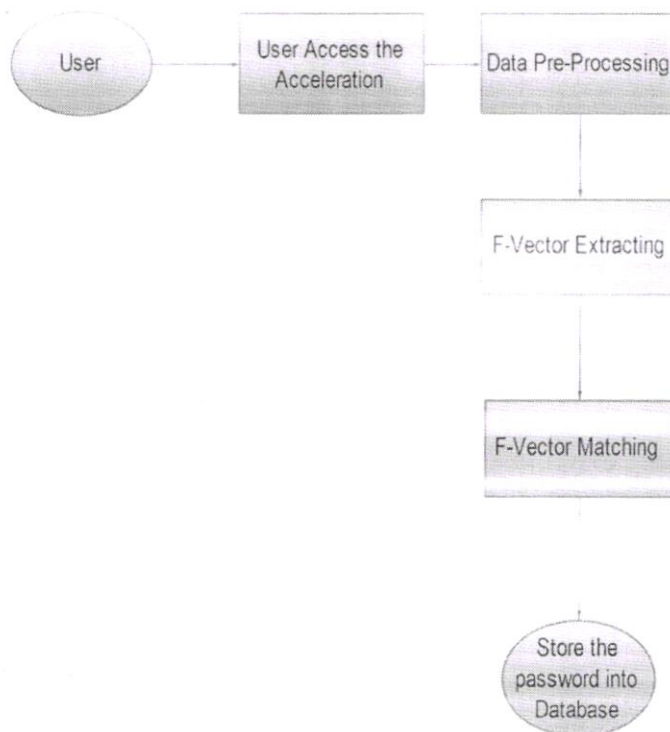 User
User Access the
Acceleration
Data Pre-Processing
F-Vector Extracting
F-Vector Matching
Store the
password into
Database